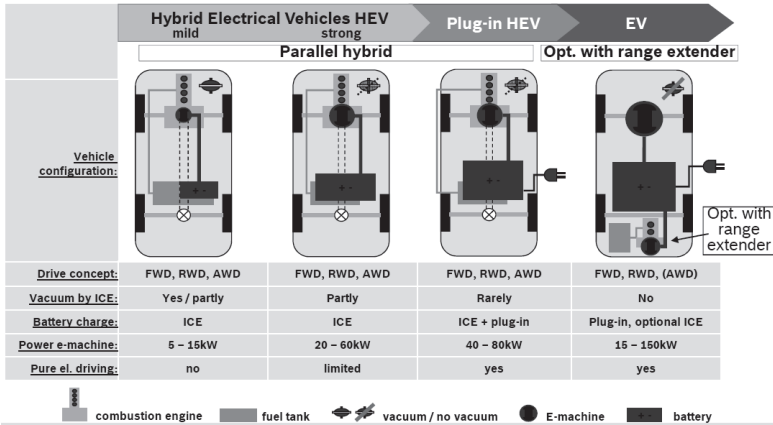 Hybrid Electrical Vehicles HEV
mild strong
Plug-in HEV
EV
Parallel hybrid
Opt. with range extender
Vehicle
configuration:
+ -
+ -
+ -
+ -
Opt. with
range
extender
Drive concept: FWD, RWD, AWD FWD, RWD, AWD FWD, RWD, AWD FWD, RWD, (AWD)
Vacuum by ICE: Yes / partly Partly Rarely No
Battery charge: ICE ICE ICE + plug-in Plug-in, optional ICE
Power e-machine: 5 – 15kW 20 – 60kW 40 – 80kW 15 – 150kW
Pure el. driving: no limited yes yes
combustion engine fuel tank vacuum / no vacuum E-machine + - battery